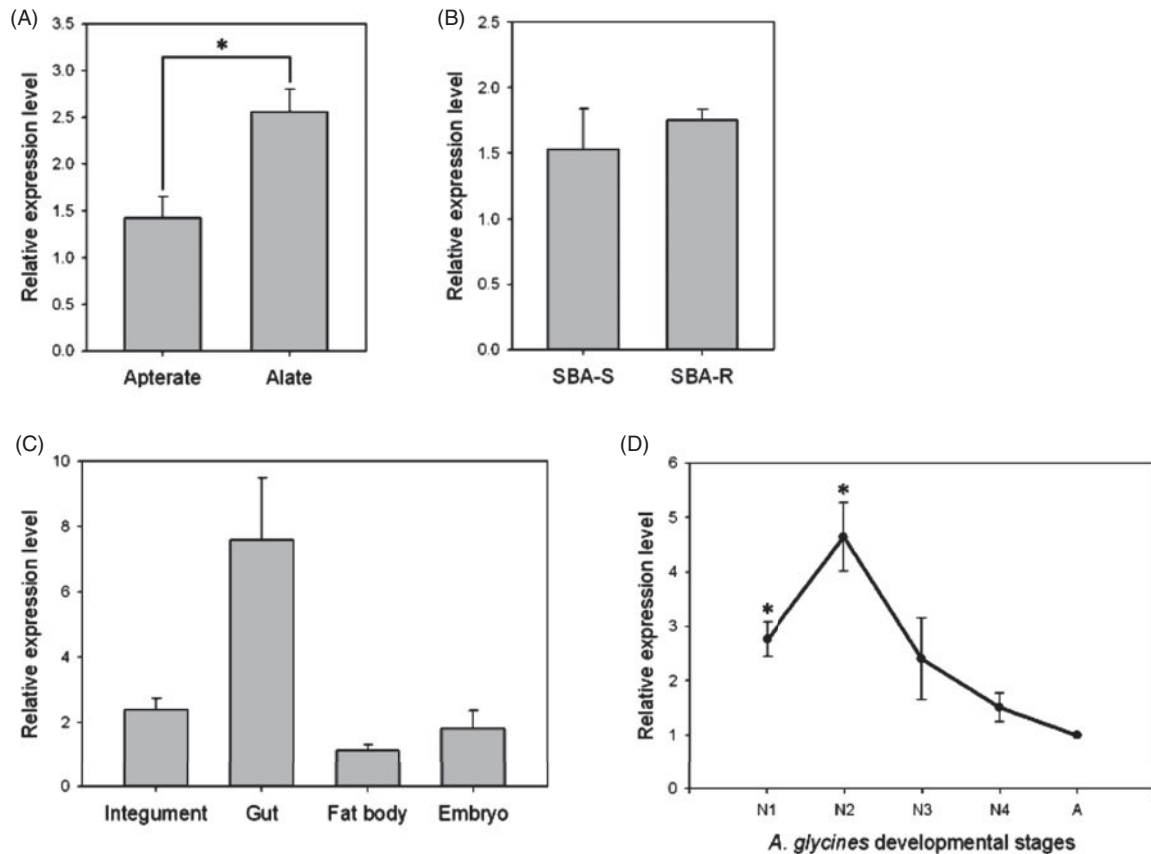 (A)
Relative expression level
3.5
3.0
2.5
2.0
1.5
1.0
0.5
0.0
*
Apterate Alate
(B)
Relative expression level
2.5
2.0
1.5
1.0
0.5
0.0
SBA-S SBA-R
(C)
Relative expression level
10
8
6
4
2
0
Integument Gut Fat body Embryo
(D)
Relative expression level
6
5
4
3
2
1
0
* *
N1 N2 N3 N4 A
A. glycines developmental stages